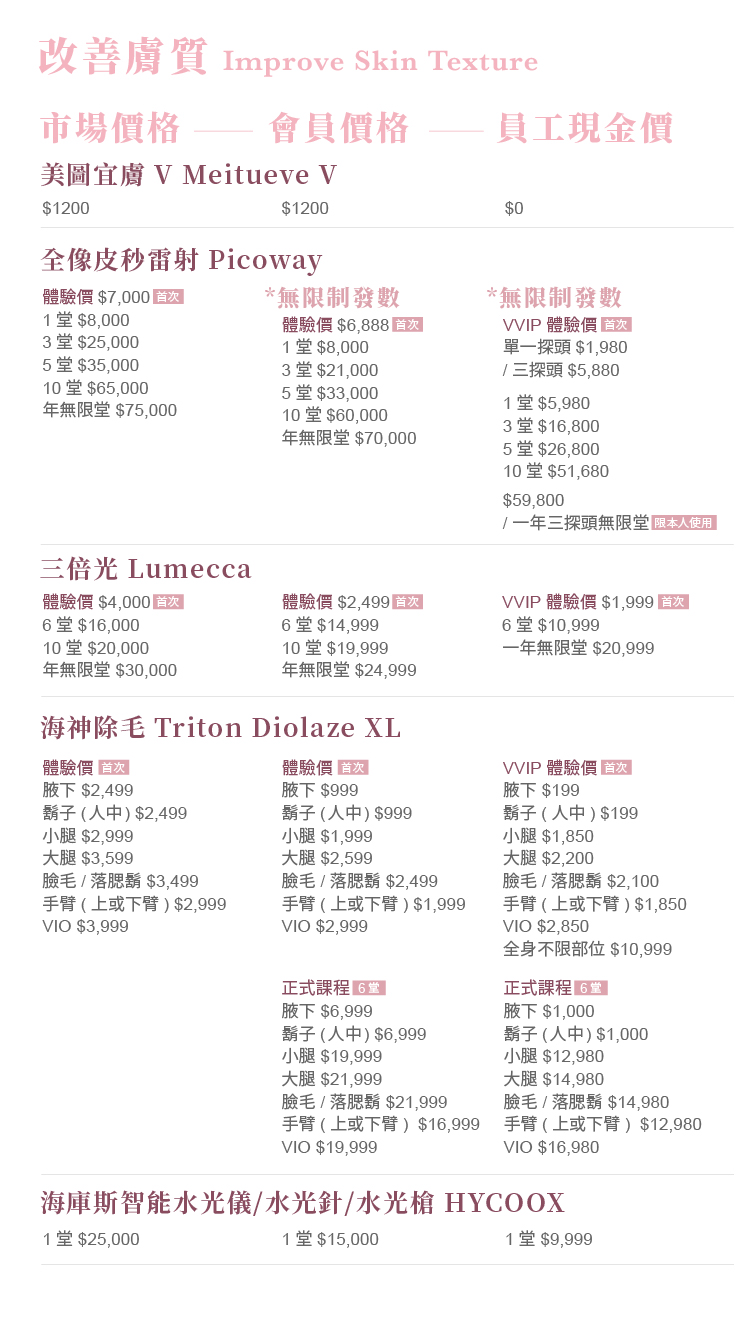 改善膚質 Improve Skin Texture
市場價格 —— 會員價格 —— 員工現金價
美圖宜膚 V Meitueve V
$1200 $1200 $0
全像皮秒雷射 Picoway
體驗價 $7,000 首次
1 堂 $8,000
3 堂 $25,000
5 堂 $35,000
10 堂 $65,000
年無限堂 $75,000
*無限制發數
體驗價 $6,888 首次
1 堂 $8,000
3 堂 $21,000
5 堂 $33,000
10 堂 $60,000
年無限堂 $70,000
*無限制發數
VVIP 體驗價 首次
單一探頭 $1,980
/ 三探頭 $5,880
1 堂 $5,980
3 堂 $16,800
5 堂 $26,800
10 堂 $51,680
$59,800
/ 一年三探頭無限堂 限本人使用
三倍光 Lumecca
體驗價 $4,000 首次
6 堂 $16,000
10 堂 $20,000
年無限堂 $30,000
體驗價 $2,499 首次
6 堂 $14,999
10 堂 $19,999
年無限堂 $24,999
VVIP 體驗價 $1,999 首次
6 堂 $10,999
一年無限堂 $20,999
海神除毛 Triton Diolaze XL
體驗價 首次
腋下 $2,499
鬍子 (人中) $2,499
小腿 $2,999
大腿 $3,599
臉毛 / 落腮鬍 $3,499
手臂 ( 上或下臂 ) $2,999
VIO $3,999
體驗價 首次
腋下 $999
鬍子 (人中) $999
小腿 $1,999
大腿 $2,599
臉毛 / 落腮鬍 $2,499
手臂 ( 上或下臂 ) $1,999
VIO $2,999
VVIP 體驗價 首次
腋下 $199
鬍子 ( 人中 ) $199
小腿 $1,850
大腿 $2,200
臉毛 / 落腮鬍 $2,100
手臂 ( 上或下臂 ) $1,850
VIO $2,850
全身不限部位 $10,999
正式課程 6 堂
腋下 $6,999
鬍子 (人中) $6,999
小腿 $19,999
大腿 $21,999
臉毛 / 落腮鬍 $21,999
手臂 ( 上或下臂 ) $16,999
VIO $19,999
正式課程 6 堂
腋下 $1,000
鬍子 (人中) $1,000
小腿 $12,980
大腿 $14,980
臉毛 / 落腮鬍 $14,980
手臂 ( 上或下臂 ) $12,980
VIO $16,980
海庫斯智能水光儀/水光針/水光槍 HYCOOX
1 堂 $25,000 1 堂 $15,000 1 堂 $9,999